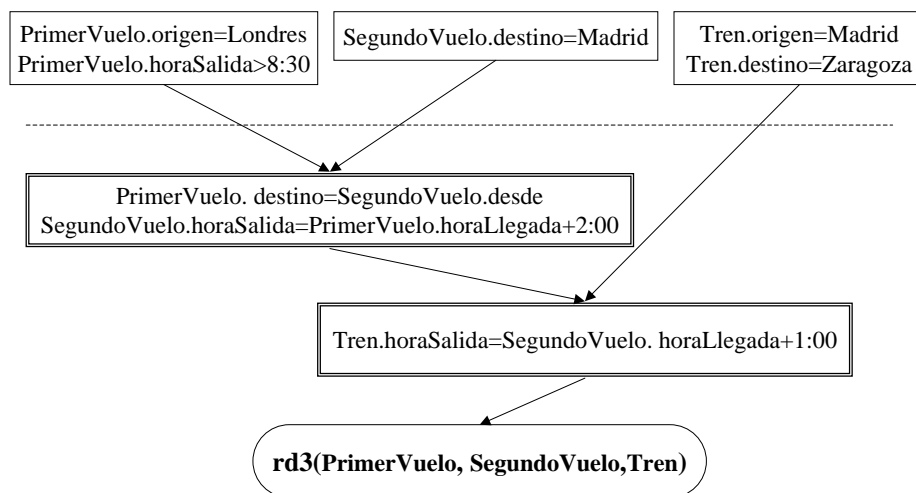 PrimerVuelo.origen=Londres
PrimerVuelo.horaSalida>8:30
SegundoVuelo.destino=Madrid
Tren.origen=Madrid
Tren.destino=Zaragoza
PrimerVuelo. destino=SegundoVuelo.desde
SegundoVuelo.horaSalida=PrimerVuelo.horaLlegada+2:00
Tren.horaSalida=SegundoVuelo. horaLlegada+1:00
rd3(PrimerVuelo, SegundoVuelo,Tren)